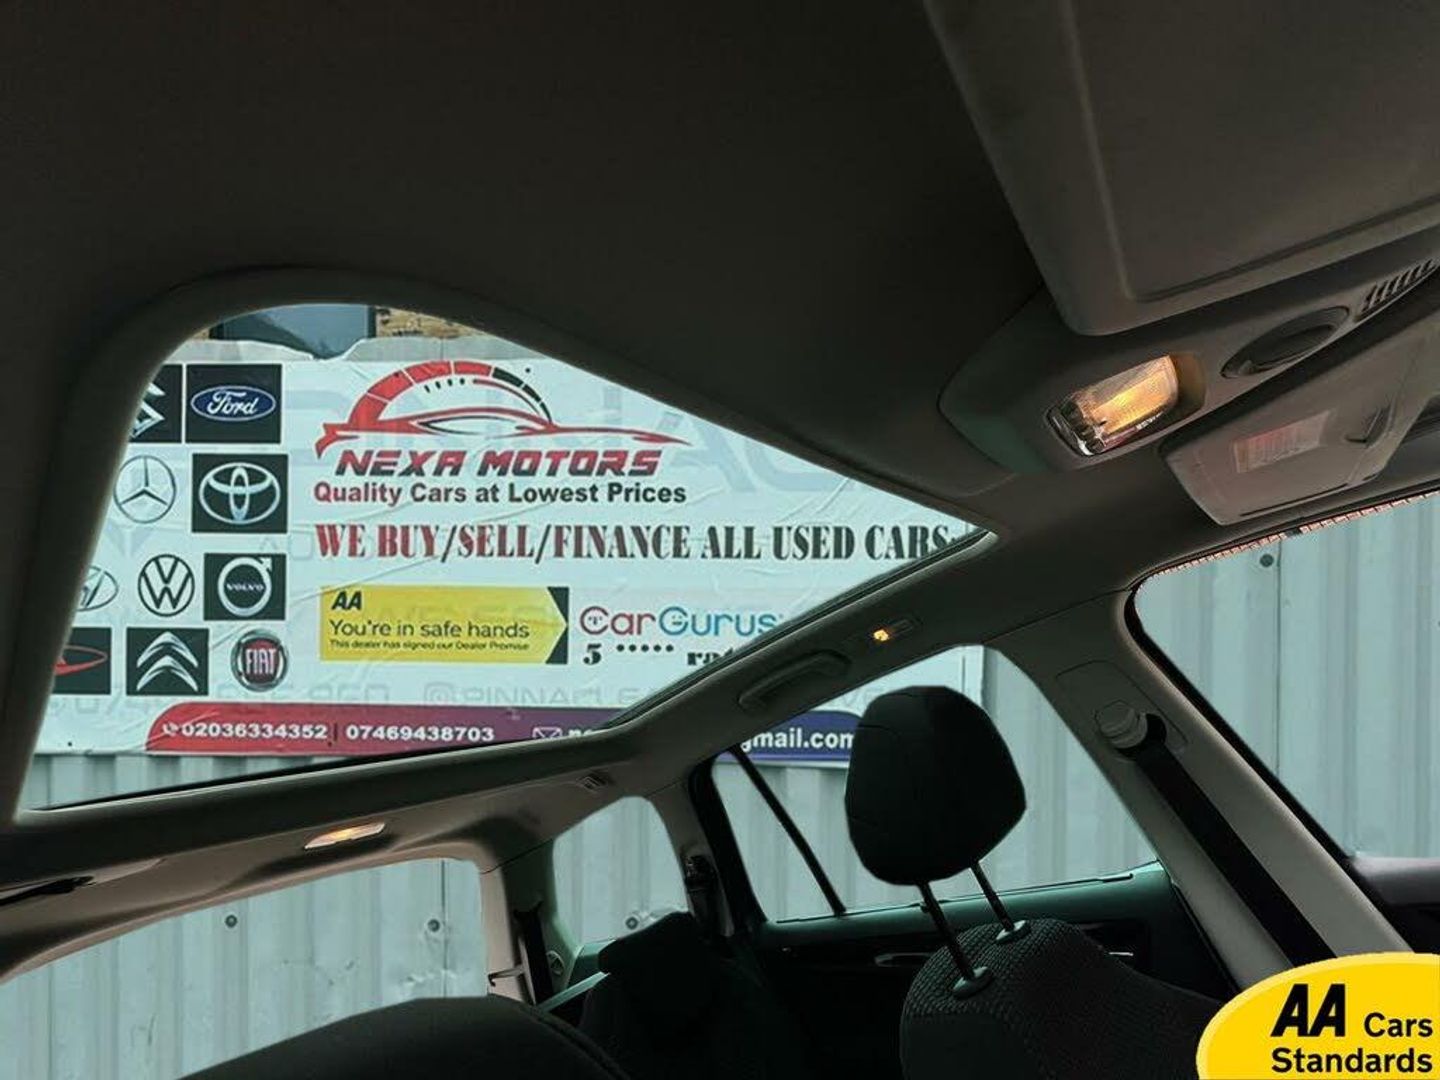 Ford
NEXA MOTORS
Quality Cars at Lowest Prices
WE BUY/SELL/FINANCE ALL USED CARS
VOLVO
AA
You're in safe hands
This dealer has signed our Dealer Promise
CarGurus
5
FIAT
02036334352 | 07469438703
gmail.com
AA Cars
Standards